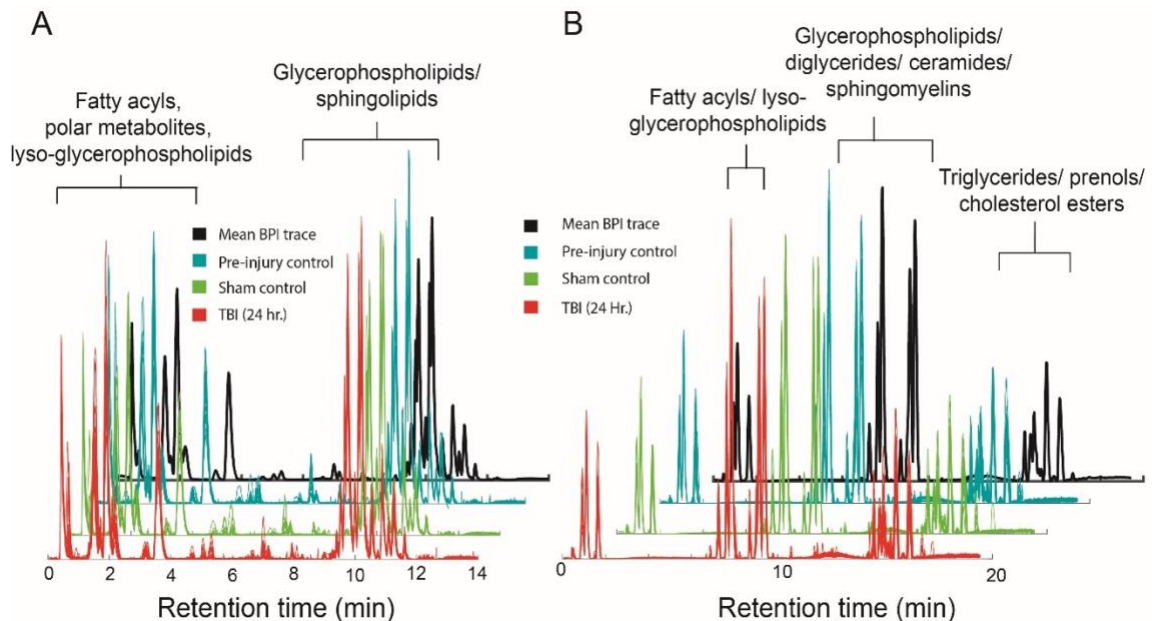 A
Fatty acyls,
polar metabolites,
lyso-glycerophospholipids
Glycerophospholipids/
sphingolipids
Mean BPI trace
Pre-injury control
Sham control
TBI (24 hr.)
0 2 4 6 8 10 12 14
Retention time (min)
B
Fatty acyls/ lyso-
glycerophospholipids
Glycerophospholipids/
diglycerides/ ceramides/
sphingomyelins
Triglycerides/ prenols/
cholesterol esters
Mean BPI trace
Pre-injury control
Sham control
TBI (24 Hr.)
0 10 20
Retention time (min)